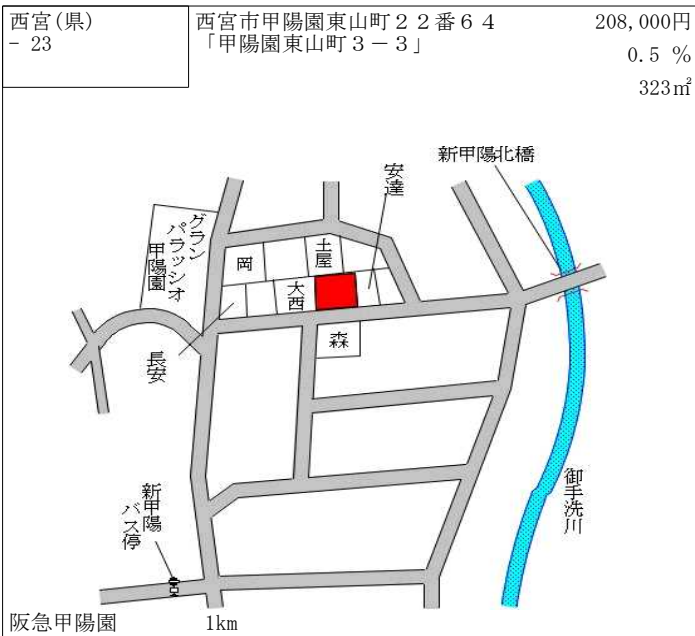 西宮(県)
- 23
西宮市甲陽園東山町２２番６４
「甲陽園東山町３－３」
208,000円
0.5 %
323㎡
新甲陽北橋
安達
グラン
パラッシオ
甲陽園
土屋
岡
大西
森
長安
新甲陽
バス停
御手洗川
阪急甲陽園
1km